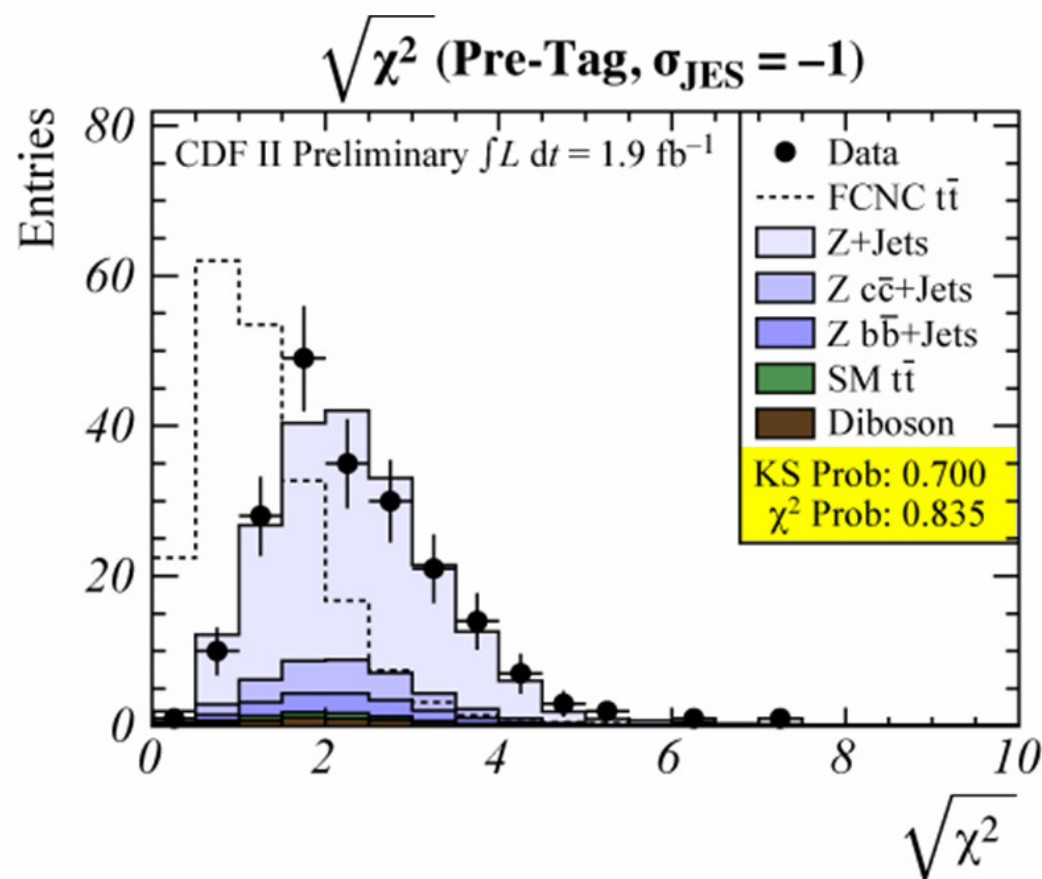 √χ² (Pre-Tag, σ_JES = −1)
Entries
80
60
40
20
0
CDF II Preliminary ∫L dt = 1.9 fb⁻¹
Data
FCNC tt̄
Z+Jets
Z cc̄+Jets
Z bb̄+Jets
SM tt̄
Diboson
KS Prob: 0.700
χ² Prob: 0.835
0 2 4 6 8 10
√χ²